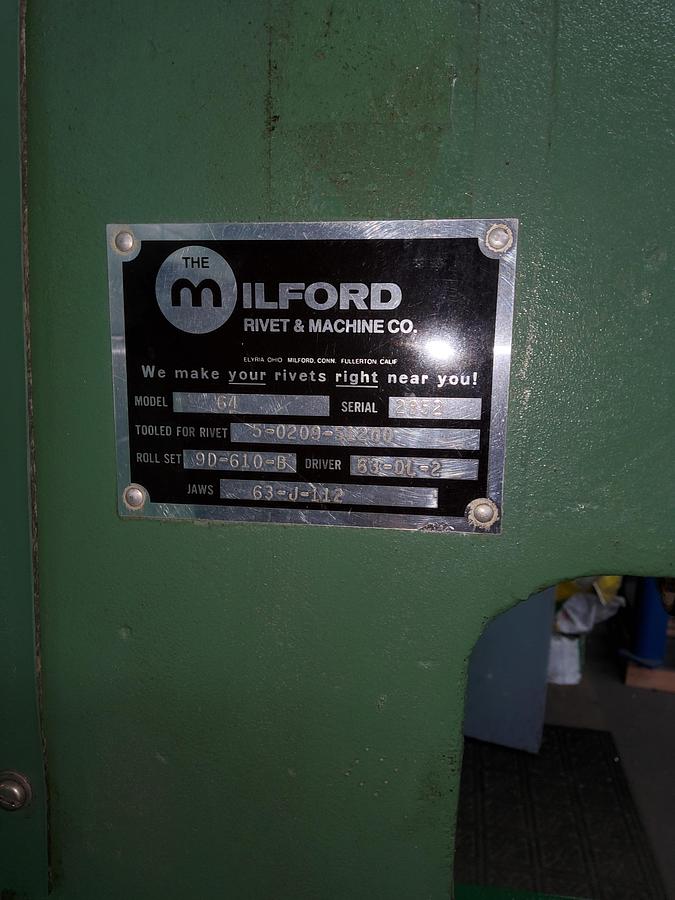 THE MILFORD
RIVET & MACHINE CO.
ELYRIA OHIO MILFORD, CONN. FULLERTON CALIF
We make your rivets right near you!
MODEL 64 SERIAL 2852
TOOLED FOR RIVET
ROLL SET 9D-610-B DRIVER 63-DL-2
JAWS 63-J-112